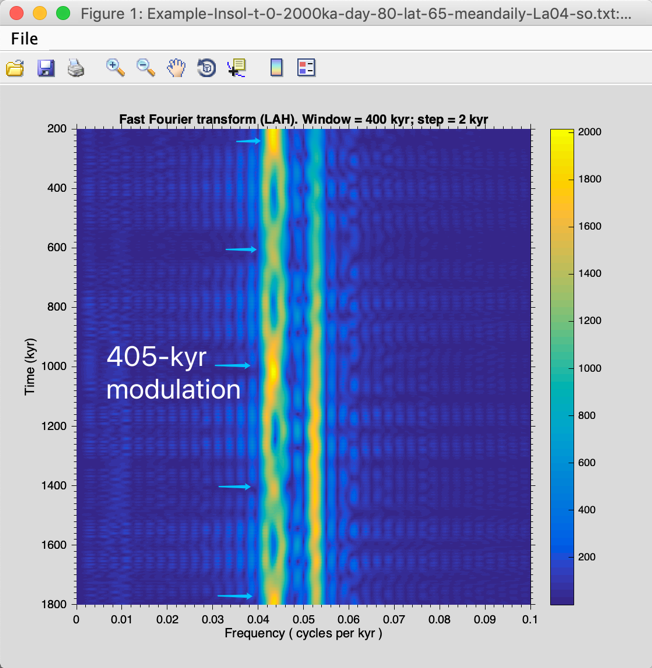 Figure 1: Example-Insol-t-0-2000ka-day-80-lat-65-meandaily-La04-so.txt:...
File
Fast Fourier transform (LAH). Window = 400 kyr; step = 2 kyr
200
400
600
800
1000
1200
1400
1600
1800
Time (kyr)
405-kyr
modulation
0 0.01 0.02 0.03 0.04 0.05 0.06 0.07 0.08 0.09 0.1
Frequency ( cycles per kyr )
2000
1800
1600
1400
1200
1000
800
600
400
200